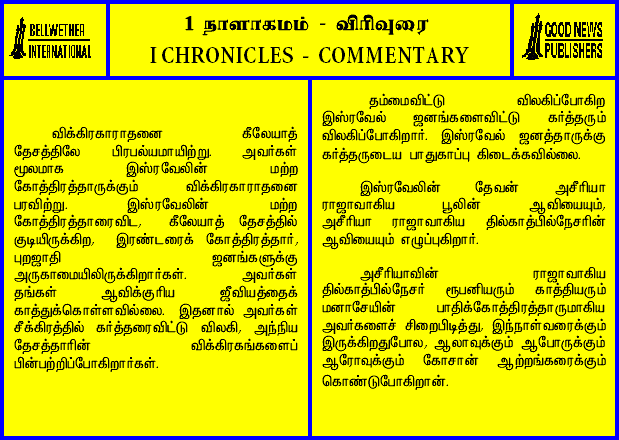 BELLWETHER
INTERNATIONAL
1 நாளாகமம் - விரிவுரை
I CHRONICLES - COMMENTARY
GOOD NEWS
PUBLISHERS
விக்கிரகாராதனை கீலேயாத்
தேசத்திலே பிரபல்யமாயிற்று. அவர்கள்
மூலமாக இஸ்ரவேலின் மற்ற
கோத்திரத்தாருக்கும் விக்கிரகாராதனை
பரவிற்று. இஸ்ரவேலின் மற்ற
கோத்திரத்தாரைவிட, கீலேயாத் தேசத்தில்
குடியிருக்கிற, இரண்டரைக் கோத்திரத்தார்,
புறஜாதி ஜனங்களுக்கு
அருகாமையிலிருக்கிறார்கள். அவர்கள்
தங்கள் ஆவிக்குரிய ஜீவியத்தைக்
காத்துக்கொள்ளவில்லை. இதனால் அவர்கள்
சீக்கிரத்தில் கர்த்தரைவிட்டு விலகி, அந்நிய
தேசத்தாரின் விக்கிரகங்களைப்
பின்பற்றிப்போகிறார்கள்.
தம்மைவிட்டு விலகிப்போகிற
இஸ்ரவேல் ஜனங்களைவிட்டு கர்த்தரும்
விலகிப்போகிறார். இஸ்ரவேல் ஜனத்தாருக்கு
கர்த்தருடைய பாதுகாப்பு கிடைக்கவில்லை.
இஸ்ரவேலின் தேவன் அசீரியா
ராஜாவாகிய பூலின் ஆவியையும்,
அசீரியா ராஜாவாகிய தில்காத்பில்நேசரின்
ஆவியையும் எழுப்புகிறார்.
அசீரியாவின் ராஜாவாகிய
தில்காத்பில்நேசர் ரூபனியரும் காத்தியரும்
மனாசேயின் பாதிக்கோத்திரத்தாருமாகிய
அவர்களைச் சிறைபிடித்து, இந்நாள்வரைக்கும்
இருக்கிறதுபோல, ஆலாவுக்கும் ஆபோருக்கும்
ஆரோவுக்கும் கோசான் ஆற்றங்கரைக்கும்
கொண்டுபோகிறான்.